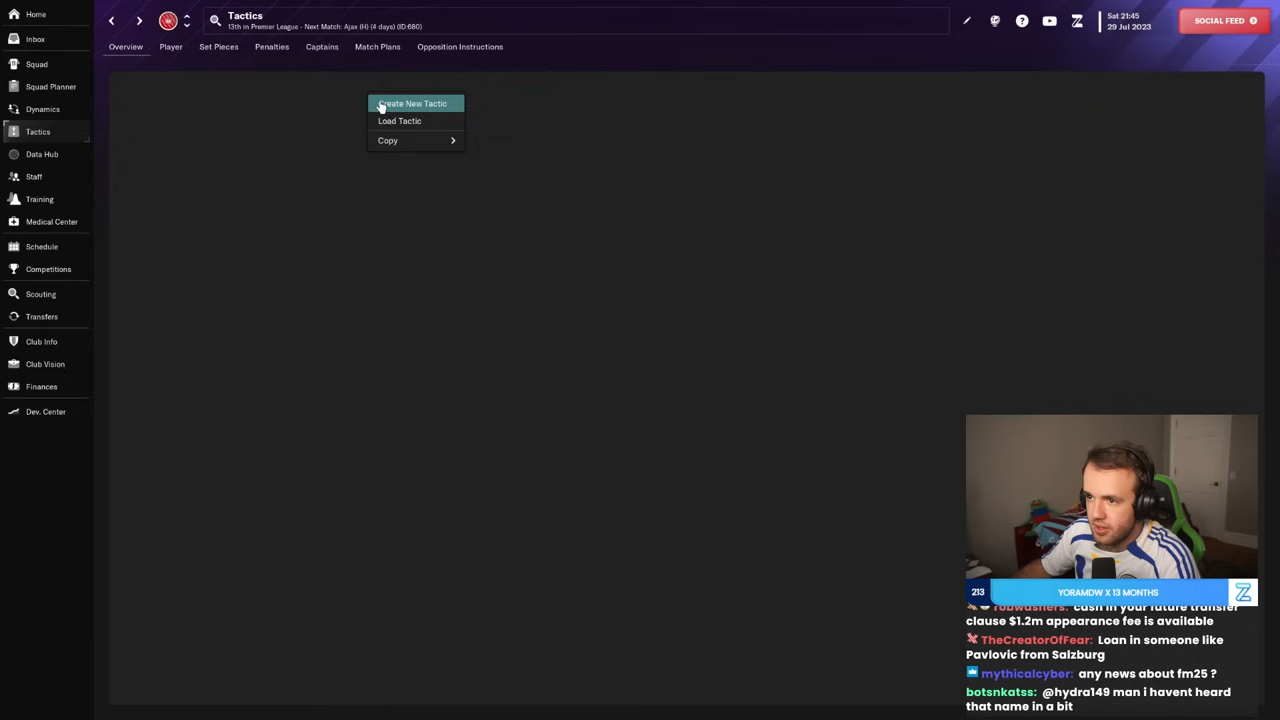 Home
Inbox
Squad
Squad Planner
Dynamics
Tactics
Data Hub
Staff
Training
Medical Center
Schedule
Competitions
Scouting
Transfers
Club Info
Club Vision
Finances
Dev. Center
Tactics
13th in Premier League - Next Match: Ajax (H) (4 days) (ID:680)
Sat 21:45
29 Jul 2023
SOCIAL FEED
Overview
Player
Set Pieces
Penalties
Captains
Match Plans
Opposition Instructions
Create New Tactic
Load Tactic
Copy
213
YORAMDW X 13 MONTHS
robwashers: cash in your future transfer
clause $1.2m appearance fee is available
TheCreatorOfFear: Loan in someone like
Pavlovic from Salzburg
mythicalcyber: any news about fm25 ?
botsnkatss: @hydra149 man i havent heard
that name in a bit